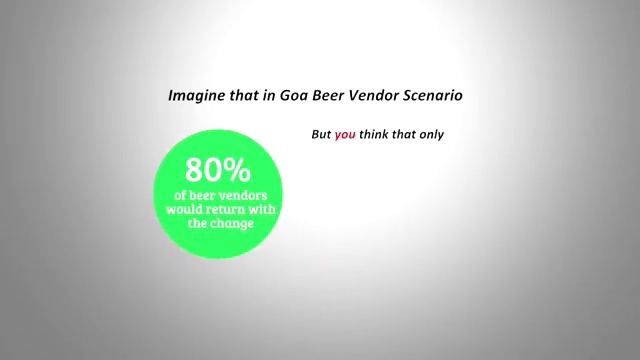 Imagine that in Goa Beer Vendor Scenario
But you think that only
80%
of beer vendors
would return with
the change